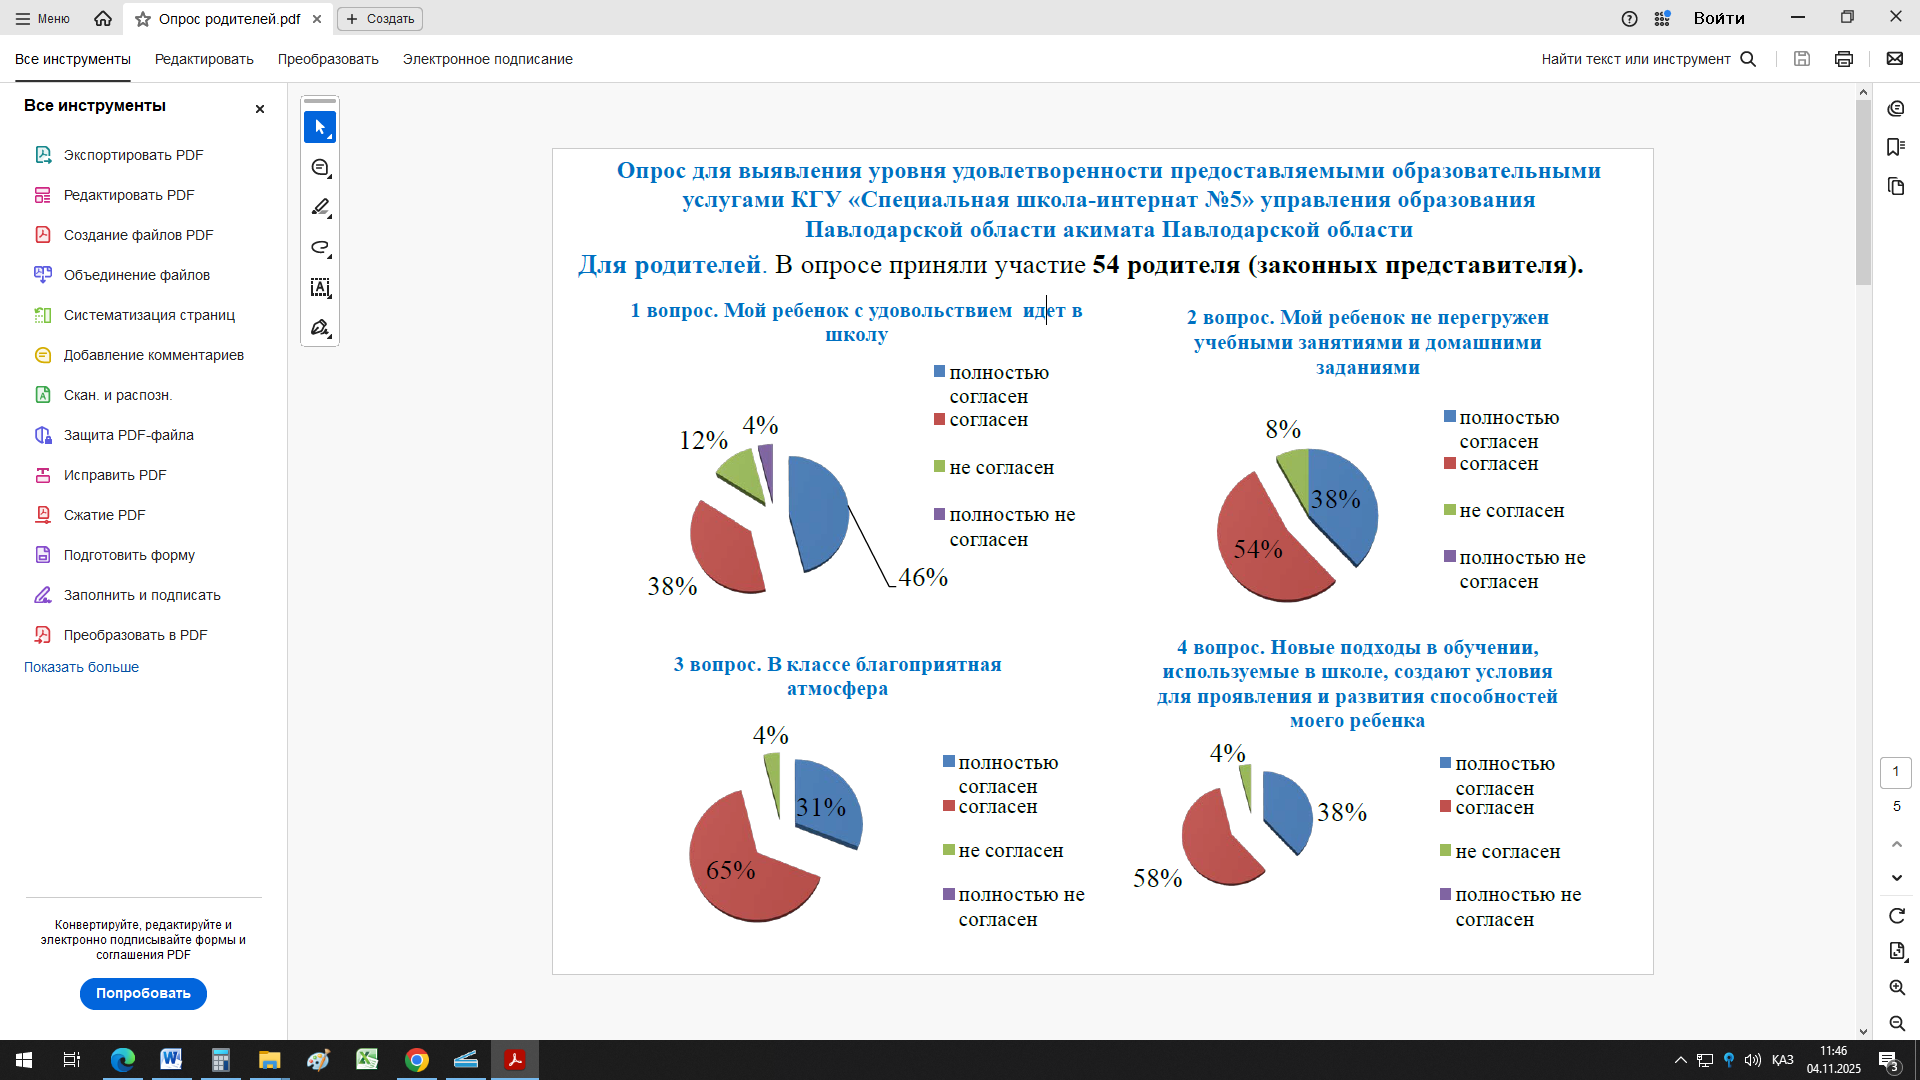 Меню
Опрос родителей.pdf
Создать
Войти
Все инструменты
Редактировать
Преобразовать
Электронное подписание
Найти текст или инструмент
Все инструменты
Экспортировать PDF
Редактировать PDF
Создание файлов PDF
Объединение файлов
Систематизация страниц
Добавление комментариев
Скан. и распозн.
Защита PDF-файла
Исправить PDF
Сжатие PDF
Подготовить форму
Заполнить и подписать
Преобразовать в PDF
Показать больше
Конвертируйте, редактируйте и
электронно подписывайте формы и
соглашения PDF
Попробовать
Опрос для выявления уровня удовлетворенности предоставляемыми образовательными
услугами КГУ «Специальная школа-интернат №5» управления образования
Павлодарской области акимата Павлодарской области
Для родителей. В опросе приняли участие 54 родителя (законных представителя).
1 вопрос. Мой ребенок с удовольствием идет в
школу
полностью
согласен
согласен
не согласен
полностью не
согласен
12%
4%
38%
46%
2 вопрос. Мой ребенок не перегружен
учебными занятиями и домашними
заданиями
полностью
согласен
согласен
не согласен
полностью не
согласен
8%
38%
54%
3 вопрос. В классе благоприятная
атмосфера
4%
31%
65%
полностью
согласен
согласен
не согласен
полностью не
согласен
4 вопрос. Новые подходы в обучении,
используемые в школе, создают условия
для проявления и развития способностей
моего ребенка
4%
38%
58%
полностью
согласен
согласен
не согласен
полностью не
согласен
1
5
ҚАЗ
11:46
04.11.2025
3